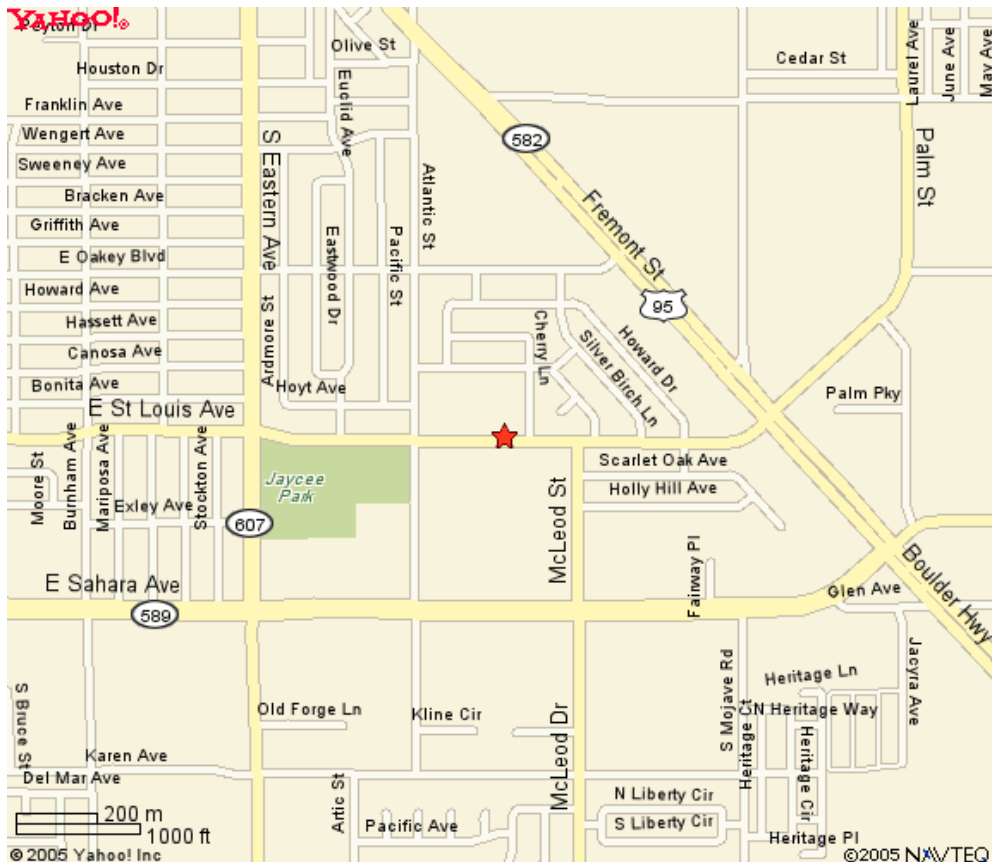 YAHOO!®
Peyton Dr
Olive St
Houston Dr
Cedar St
Laurel Ave
June Ave
May Ave
Franklin Ave
Euclid Ave
Wengert Ave
582
Sweeney Ave
S Eastern Ave
Atlantic St
Palm St
Bracken Ave
Griffith Ave
Fremont St
E Oakey Blvd
Eastwood Dr
Pacific St
Howard Ave
95
Hassett Ave
Almora St
Cherry Ln
Silver Birch Ln
Howard Dr
Canosa Ave
Bonita Ave
Hoyt Ave
Palm Pky
E St Louis Ave
Moore St
Burnham Ave
Mariposa Ave
Stockton Ave
Jaycee
Park
Scarlet Oak Ave
Holly Hill Ave
Exley Ave
607
McLeod St
Fairway Pl
Boulder Hwy
E Sahara Ave
589
Glen Ave
Jacyra Ave
S Bruce St
S Mojave Rd
Heritage Ln
Old Forge Ln
Kline Cir
McLeod Dr
Heritage Ct
N Heritage Way
Heritage Cir
Karen Ave
Del Mar Ave
Artic St
N Liberty Cir
200 m
1000 ft
Pacific Ave
S Liberty Cir
Heritage Pl
© 2005 Yahoo! Inc
©2005 NAVTEQ